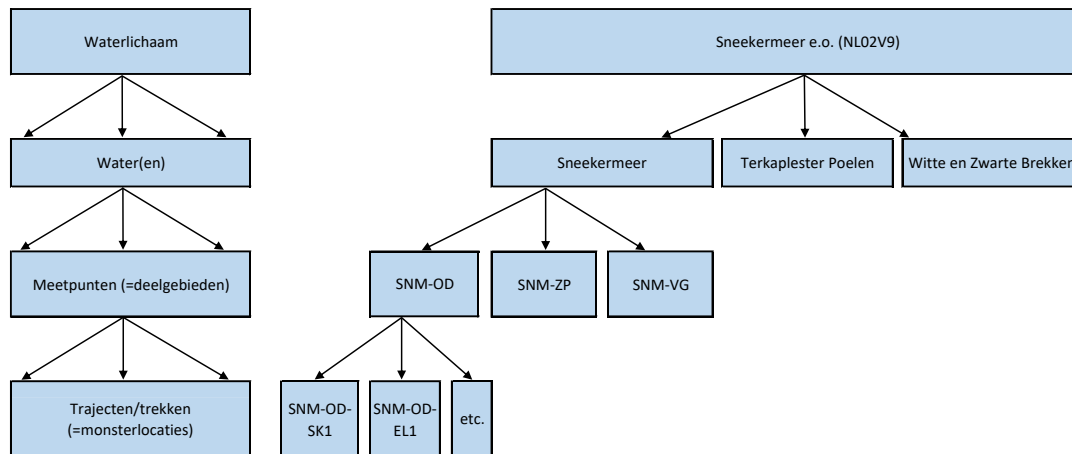 Waterlichaam
Sneekermeer e.o. (NL02V9)
Water(en)
Sneekermeer
Terkaplester Poelen
Witte en Zwarte Brekken
Meetpunten (=deelgebieden)
SNM-OD
SNM-ZP
SNM-VG
Trajecten/trekken
(=monsterlocaties)
SNM-OD-
SK1
SNM-OD-
EL1
etc.